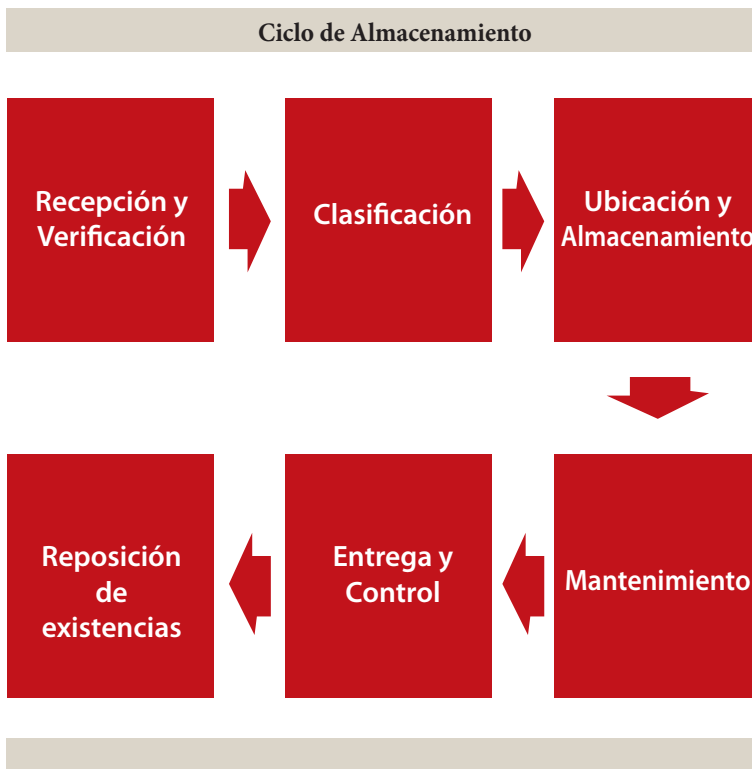 Ciclo de Almacenamiento
Recepción y
Verificación
Clasificación
Ubicación y
Almacenamiento
Mantenimiento
Entrega y
Control
Reposición
de
existencias